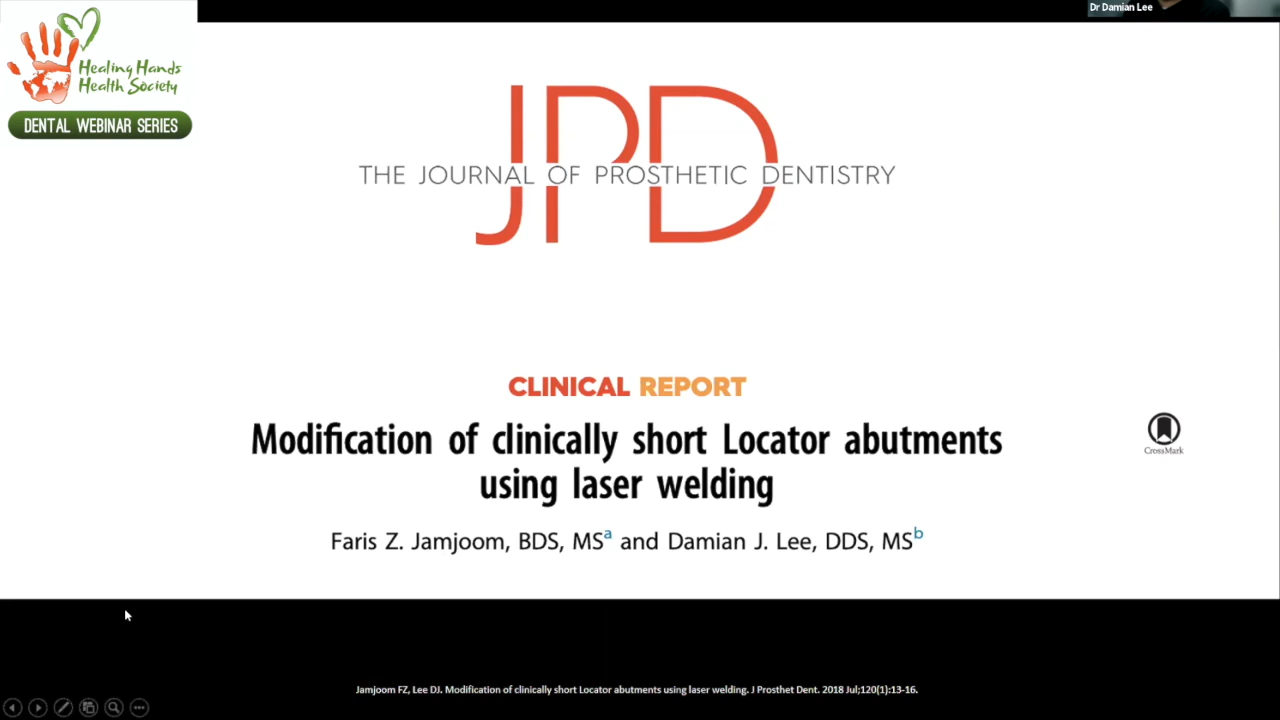 Dr Damian Lee
Healing Hands
Health Society
DENTAL WEBINAR SERIES
JPD
THE JOURNAL OF PROSTHETIC DENTISTRY
CLINICAL REPORT
Modification of clinically short Locator abutments
using laser welding
CrossMark
Faris Z. Jamjoom, BDS, MSa and Damian J. Lee, DDS, MSb
Jamjoom FZ, Lee DJ. Modification of clinically short Locator abutments using laser welding. J Prosthet Dent. 2018 Jul;120(1):13-16.